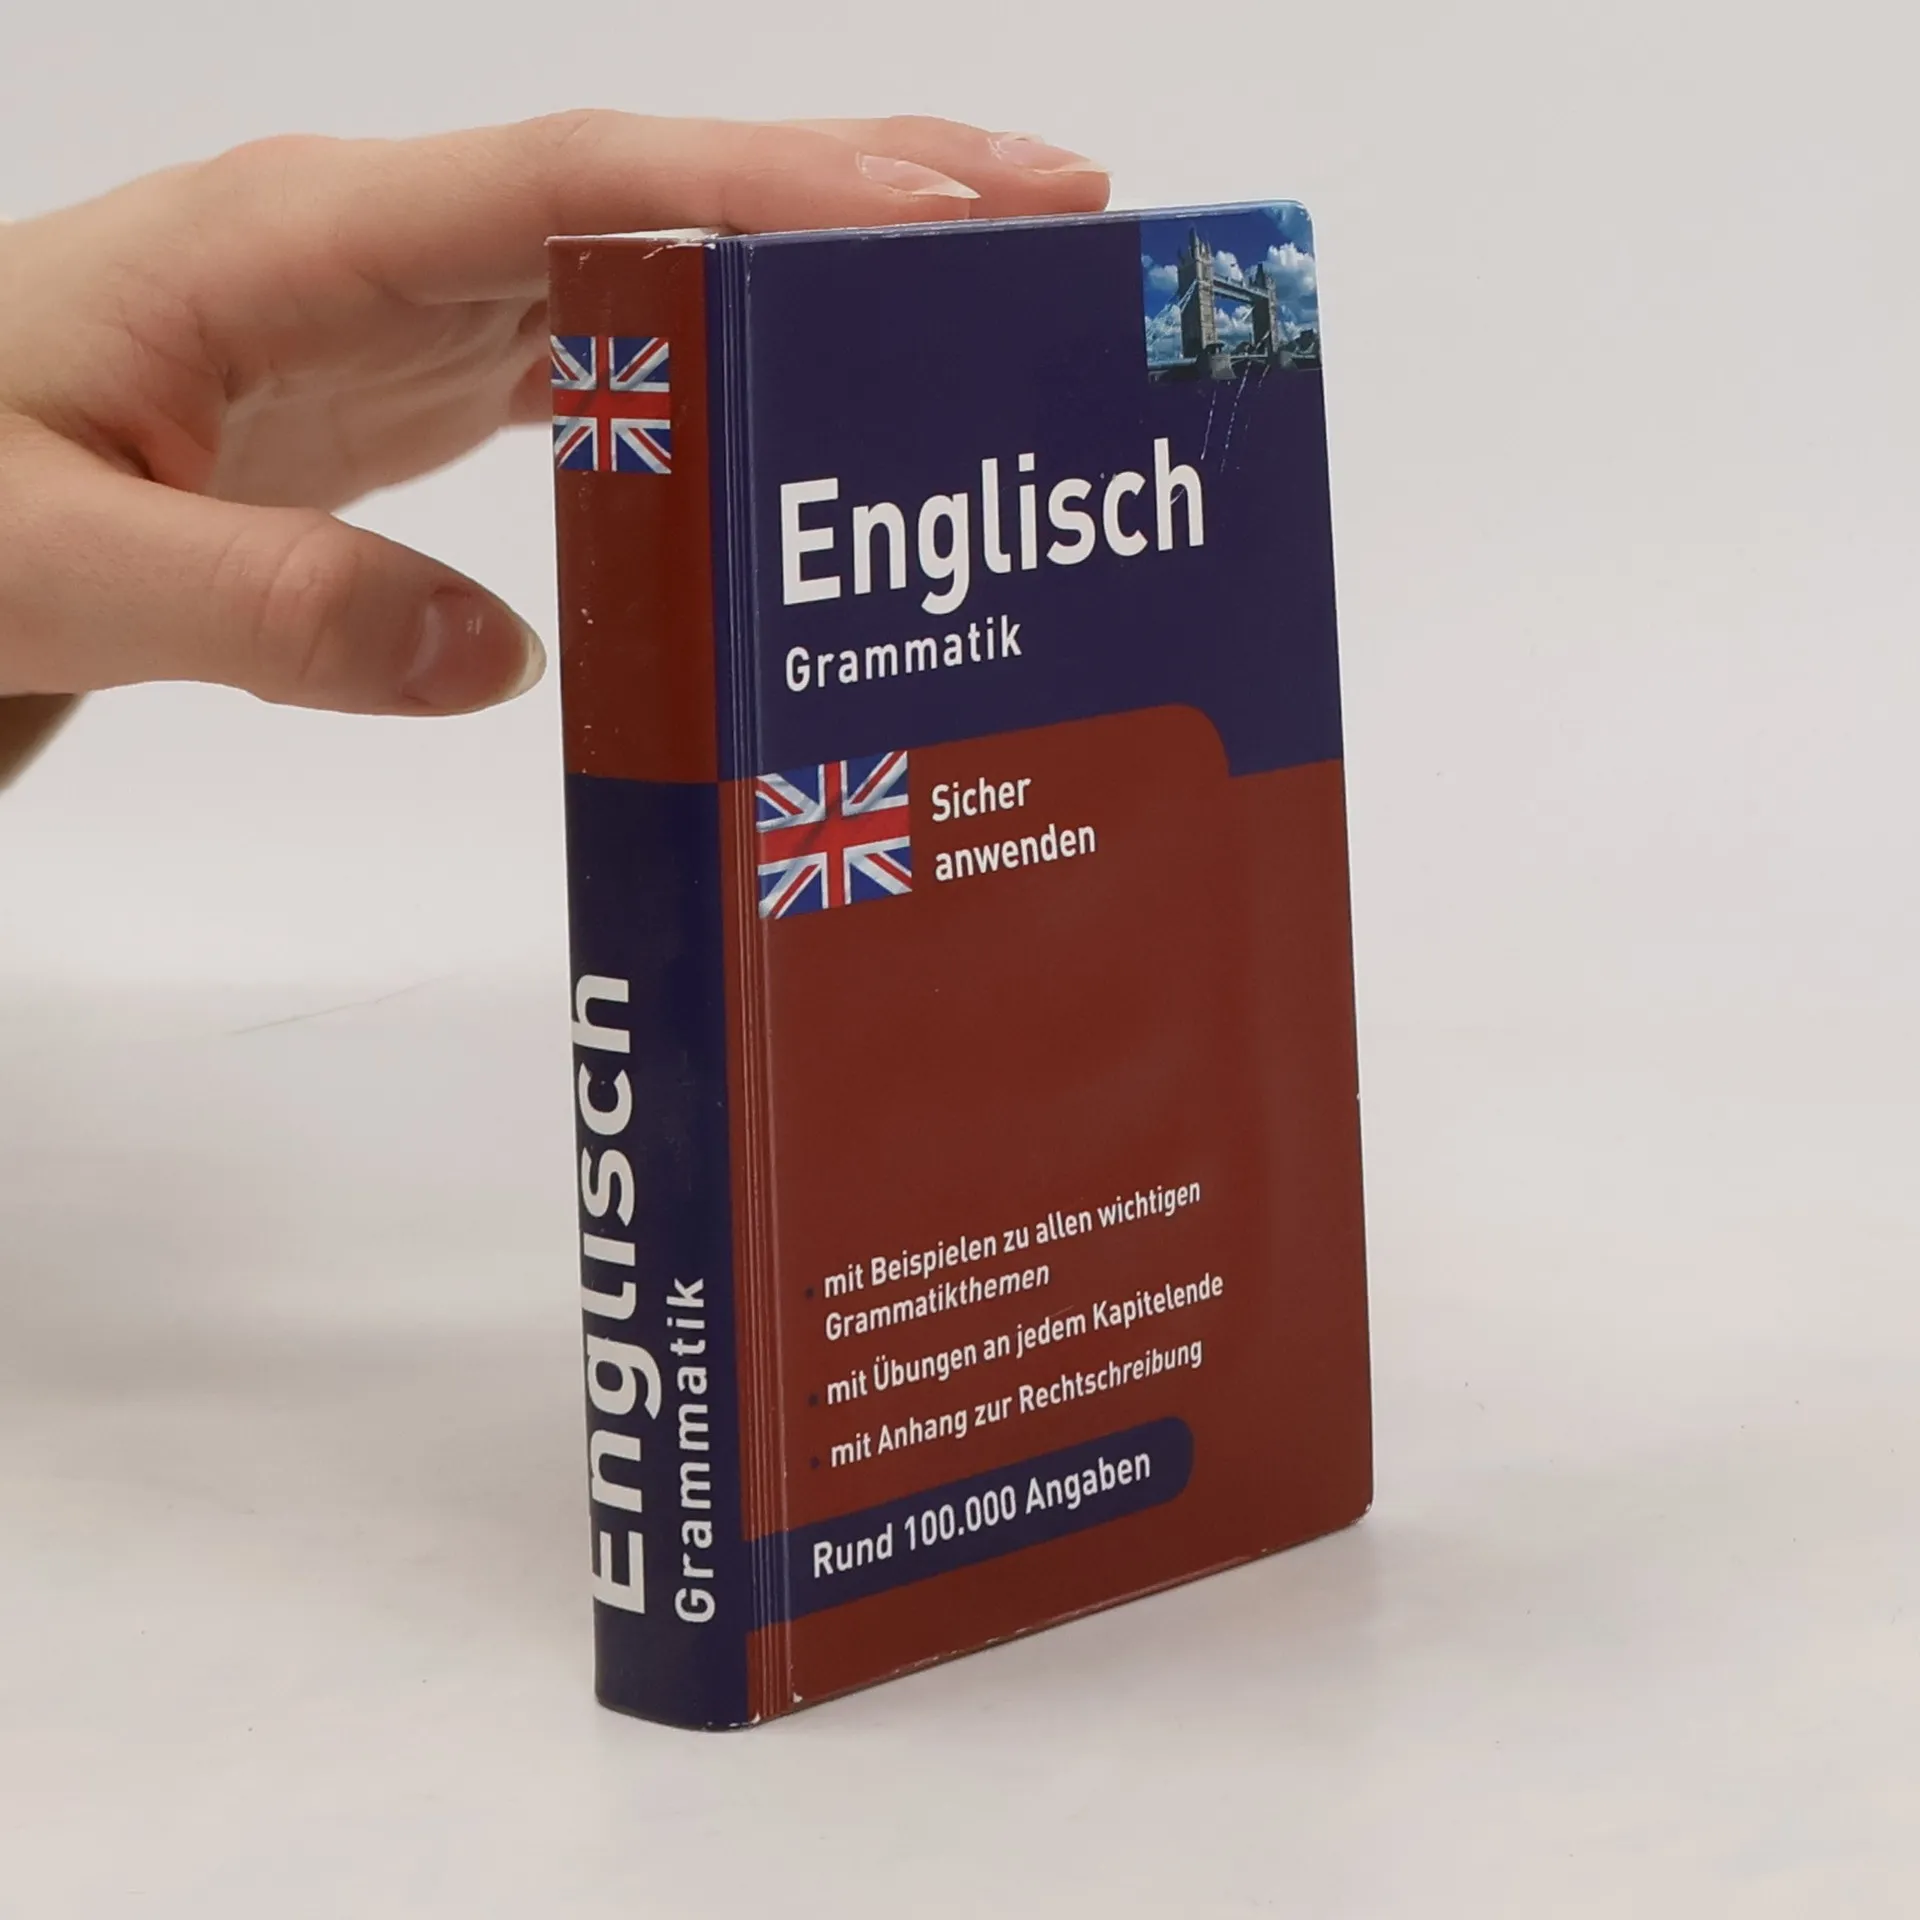 Englisch
Grammatik
Englisch
Grammatik
Sicher
anwenden
mit Beispielen zu allen wichtigen
Grammatikthemen
mit Übungen an jedem Kapitelende
mit Anhang zur Rechtschreibung
Rund 100.000 Angaben